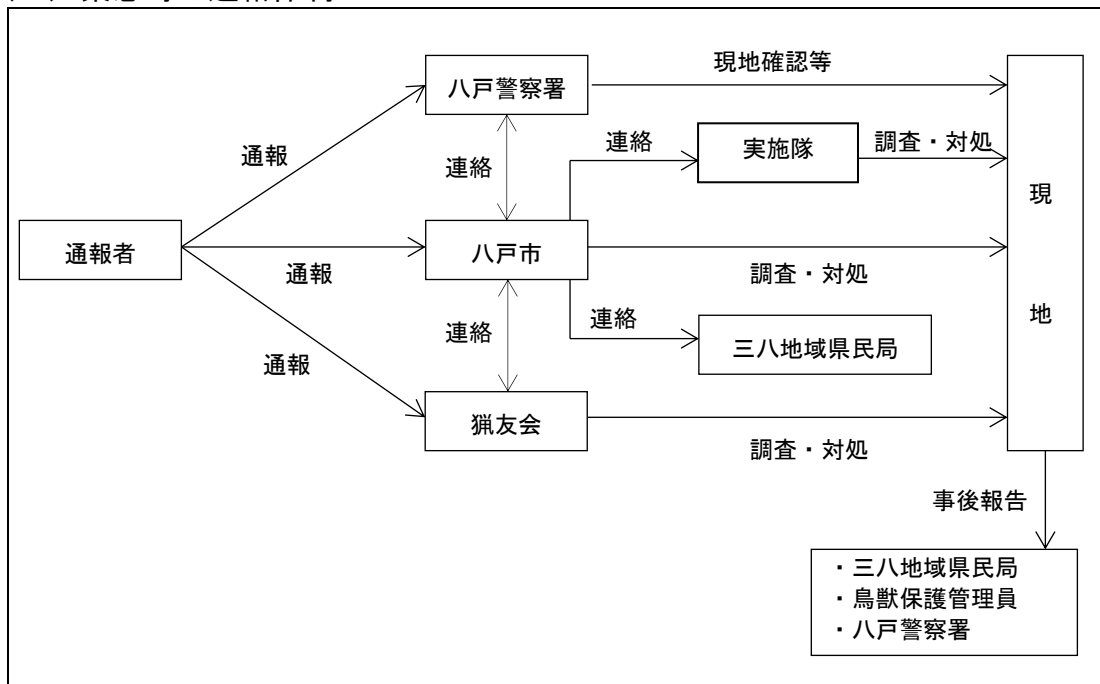 八戸警察署
現地確認等
通報
連絡
連絡
実施隊
調査・対処
現地
通報者
通報
八戸市
調査・対処
連絡
連絡
三八地域県民局
通報
猟友会
調査・対処
事後報告
・三八地域県民局
・鳥獣保護管理員
・八戸警察署